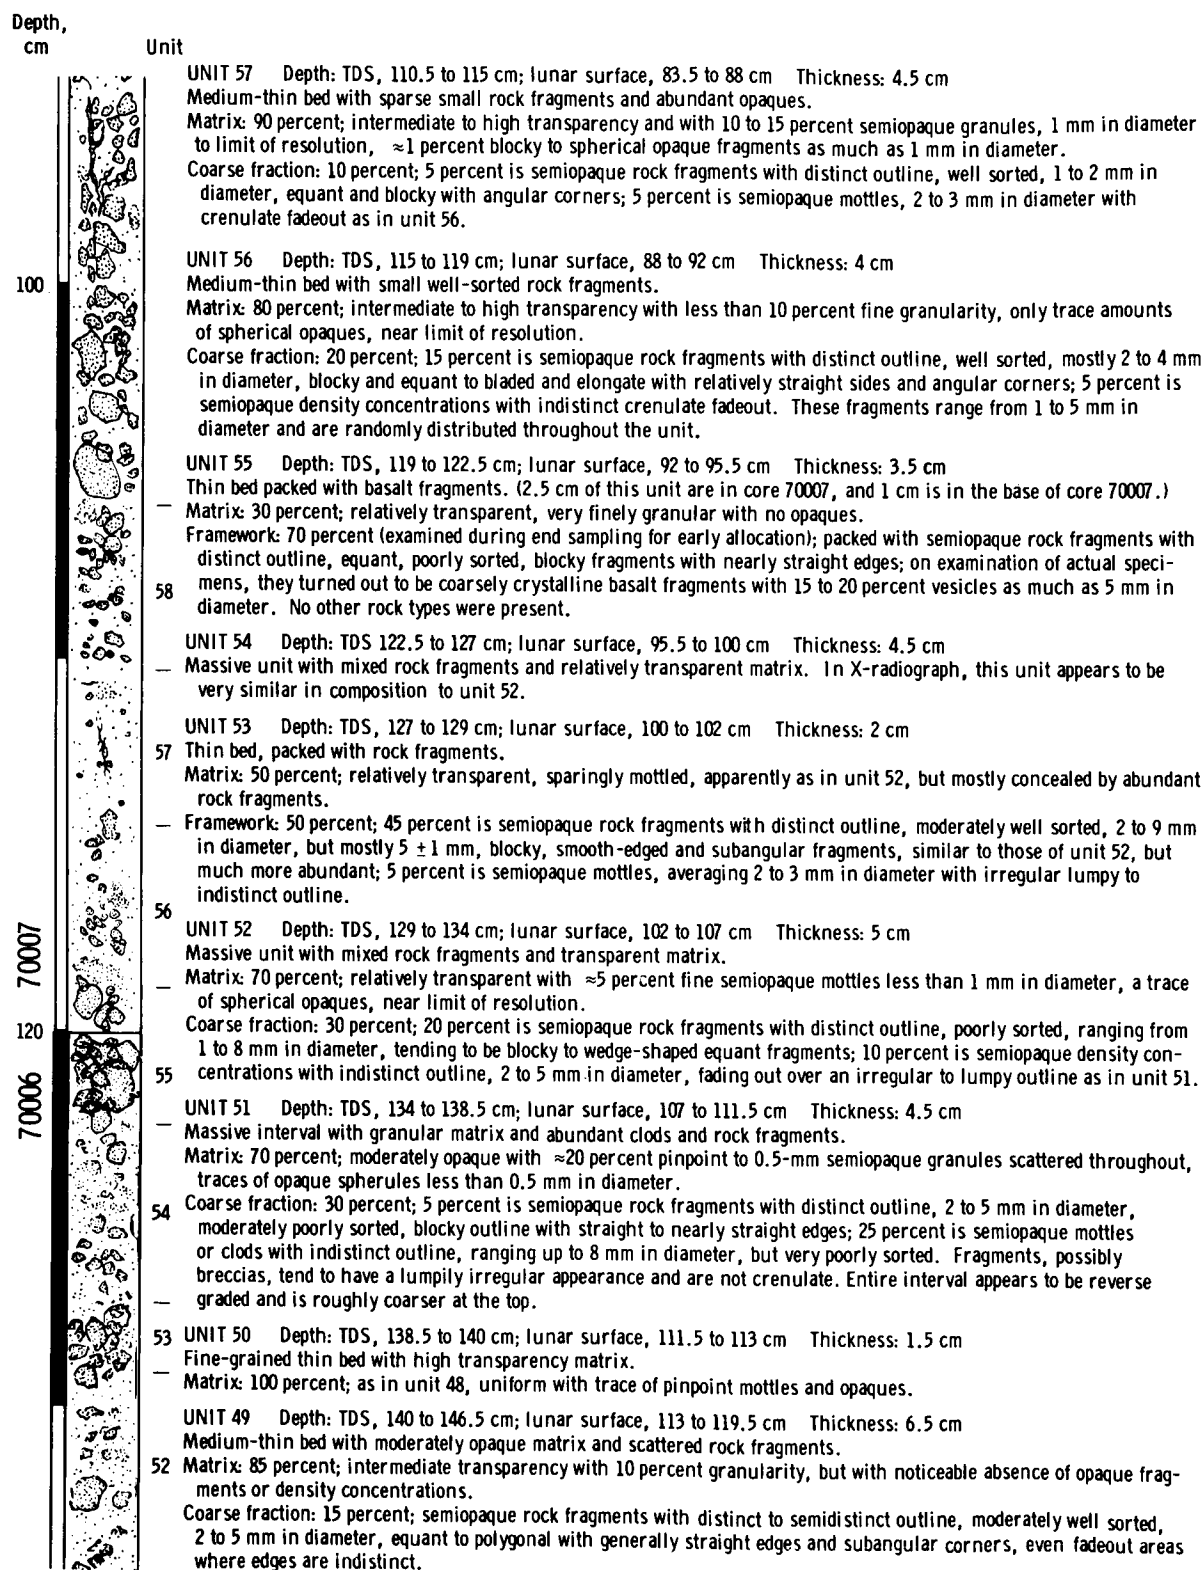 Depth,
cm
Unit
UNIT 57 Depth: TDS, 110.5 to 115 cm; lunar surface, 83.5 to 88 cm Thickness: 4.5 cm
Medium-thin bed with sparse small rock fragments and abundant opaques.
Matrix: 90 percent; intermediate to high transparency and with 10 to 15 percent semiopaque granules, 1 mm in diameter
to limit of resolution, ≈1 percent blocky to spherical opaque fragments as much as 1 mm in diameter.
Coarse fraction: 10 percent; 5 percent is semiopaque rock fragments with distinct outline, well sorted, 1 to 2 mm in
diameter, equant and blocky with angular corners; 5 percent is semiopaque mottles, 2 to 3 mm in diameter with
crenulate fadeout as in unit 56.
UNIT 56 Depth: TDS, 115 to 119 cm; lunar surface, 88 to 92 cm Thickness: 4 cm
100
Medium-thin bed with small well-sorted rock fragments.
Matrix: 80 percent; intermediate to high transparency with less than 10 percent fine granularity, only trace amounts
of spherical opaques, near limit of resolution.
Coarse fraction: 20 percent; 15 percent is semiopaque rock fragments with distinct outline, well sorted, mostly 2 to 4 mm
in diameter, blocky and equant to bladed and elongate with relatively straight sides and angular corners; 5 percent is
semiopaque density concentrations with indistinct crenulate fadeout. These fragments range from 1 to 5 mm in
diameter and are randomly distributed throughout the unit.
UNIT 55 Depth: TDS, 119 to 122.5 cm; lunar surface, 92 to 95.5 cm Thickness: 3.5 cm
Thin bed packed with basalt fragments. (2.5 cm of this unit are in core 70007, and 1 cm is in the base of core 70007.)
Matrix: 30 percent; relatively transparent, very finely granular with no opaques.
Framework: 70 percent (examined during end sampling for early allocation); packed with semiopaque rock fragments with
distinct outline, equant, poorly sorted, blocky fragments with nearly straight edges; on examination of actual speci-
58 mens, they turned out to be coarsely crystalline basalt fragments with 15 to 20 percent vesicles as much as 5 mm in
diameter. No other rock types were present.
UNIT 54 Depth: TDS 122.5 to 127 cm; lunar surface, 95.5 to 100 cm Thickness: 4.5 cm
Massive unit with mixed rock fragments and relatively transparent matrix. In X-radiograph, this unit appears to be
very similar in composition to unit 52.
UNIT 53 Depth: TDS, 127 to 129 cm; lunar surface, 100 to 102 cm Thickness: 2 cm
57 Thin bed, packed with rock fragments.
Matrix: 50 percent; relatively transparent, sparingly mottled, apparently as in unit 52, but mostly concealed by abundant
rock fragments.
Framework: 50 percent; 45 percent is semiopaque rock fragments with distinct outline, moderately well sorted, 2 to 9 mm
in diameter, but mostly 5 ±1 mm, blocky, smooth-edged and subangular fragments, similar to those of unit 52, but
much more abundant; 5 percent is semiopaque mottles, averaging 2 to 3 mm in diameter with irregular lumpy to
indistinct outline.
56
UNIT 52 Depth: TDS, 129 to 134 cm; lunar surface, 102 to 107 cm Thickness: 5 cm
70007
Massive unit with mixed rock fragments and transparent matrix.
Matrix: 70 percent; relatively transparent with ≈5 percent fine semiopaque mottles less than 1 mm in diameter, a trace
of spherical opaques, near limit of resolution.
120
Coarse fraction: 30 percent; 20 percent is semiopaque rock fragments with distinct outline, poorly sorted, ranging from
1 to 8 mm in diameter, tending to be blocky to wedge-shaped equant fragments; 10 percent is semiopaque density con-
55 centrations with indistinct outline, 2 to 5 mm in diameter, fading out over an irregular to lumpy outline as in unit 51.
70006
UNIT 51 Depth: TDS, 134 to 138.5 cm; lunar surface, 107 to 111.5 cm Thickness: 4.5 cm
Massive interval with granular matrix and abundant clods and rock fragments.
Matrix: 70 percent; moderately opaque with ≈20 percent pinpoint to 0.5-mm semiopaque granules scattered throughout,
traces of opaque spherules less than 0.5 mm in diameter.
54 Coarse fraction: 30 percent; 5 percent is semiopaque rock fragments with distinct outline, 2 to 5 mm in diameter,
moderately poorly sorted, blocky outline with straight to nearly straight edges; 25 percent is semiopaque mottles
or clods with indistinct outline, ranging up to 8 mm in diameter, but very poorly sorted. Fragments, possibly
breccias, tend to have a lumpily irregular appearance and are not crenulate. Entire interval appears to be reverse
graded and is roughly coarser at the top.
53 UNIT 50 Depth: TDS, 138.5 to 140 cm; lunar surface, 111.5 to 113 cm Thickness: 1.5 cm
Fine-grained thin bed with high transparency matrix.
Matrix: 100 percent; as in unit 48, uniform with trace of pinpoint mottles and opaques.
UNIT 49 Depth: TDS, 140 to 146.5 cm; lunar surface, 113 to 119.5 cm Thickness: 6.5 cm
Medium-thin bed with moderately opaque matrix and scattered rock fragments.
52 Matrix: 85 percent; intermediate transparency with 10 percent granularity, but with noticeable absence of opaque frag-
ments or density concentrations.
Coarse fraction: 15 percent; semiopaque rock fragments with distinct to semidistinct outline, moderately well sorted,
2 to 5 mm in diameter, equant to polygonal with generally straight edges and subangular corners, even fadeout areas
where edges are indistinct.